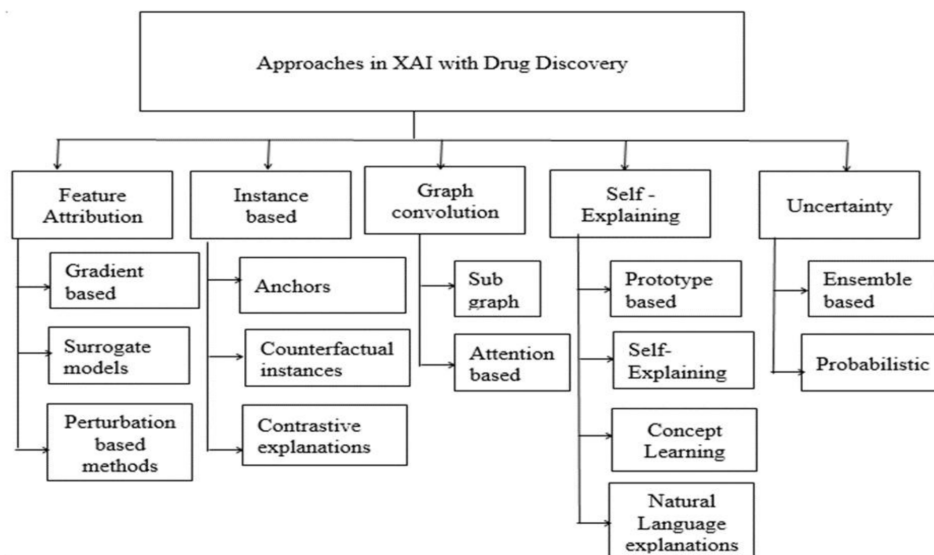 Approaches in XAI with Drug Discovery
Feature
Attribution
Instance
based
Graph
convolution
Self -
Explaining
Uncertainty
Gradient
based
Surrogate
models
Perturbation
based
methods
Anchors
Counterfactual
instances
Contrastive
explanations
Sub
graph
Attention
based
Prototype
based
Self-
Explaining
Concept
Learning
Natural
Language
explanations
Ensemble
based
Probabilistic